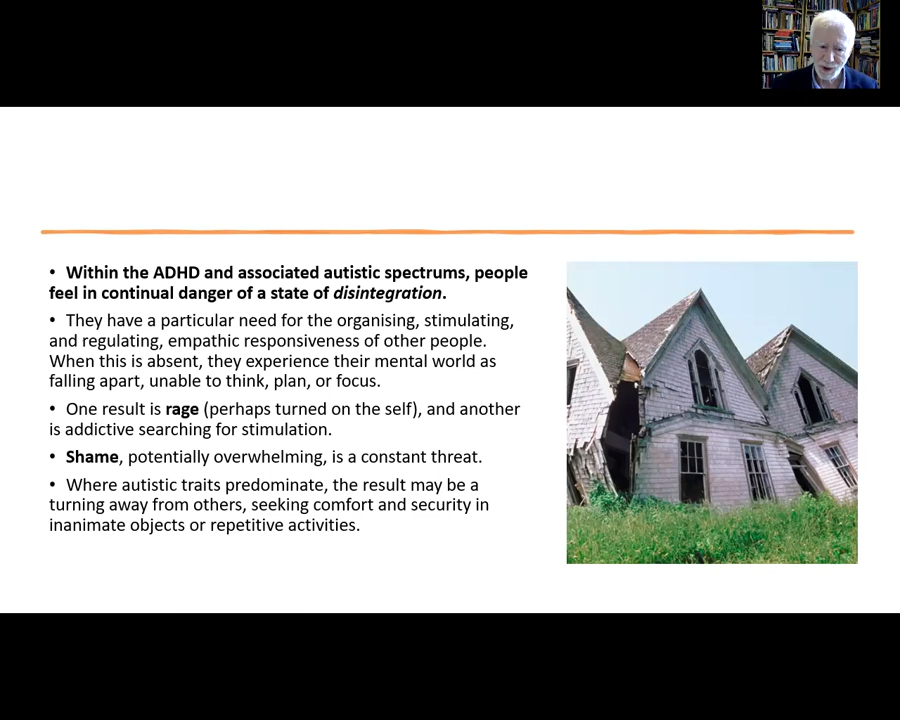 • Within the ADHD and associated autistic spectrums, people
feel in continual danger of a state of disintegration.
• They have a particular need for the organising, stimulating,
and regulating, empathic responsiveness of other people.
When this is absent, they experience their mental world as
falling apart, unable to think, plan, or focus.
• One result is rage (perhaps turned on the self), and another
is addictive searching for stimulation.
• Shame, potentially overwhelming, is a constant threat.
• Where autistic traits predominate, the result may be a
turning away from others, seeking comfort and security in
inanimate objects or repetitive activities.